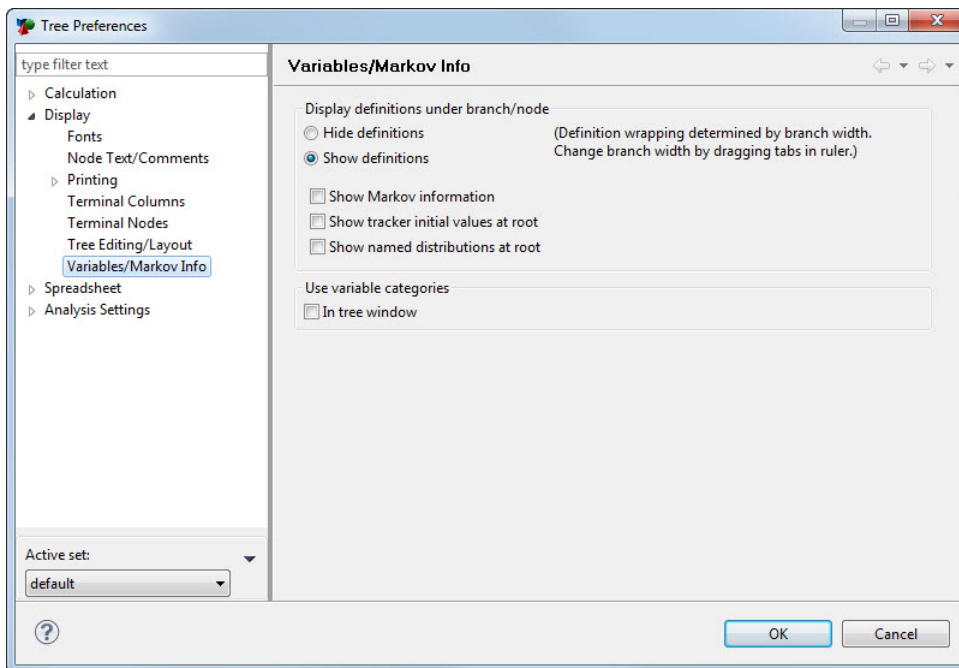 Tree Preferences
type filter text
Calculation
Display
Fonts
Node Text/Comments
Printing
Terminal Columns
Terminal Nodes
Tree Editing/Layout
Variables/Markov Info
Spreadsheet
Analysis Settings
Active set:
default
Variables/Markov Info
Display definitions under branch/node
Hide definitions
(Definition wrapping determined by branch width.
Show definitions
Change branch width by dragging tabs in ruler.)
Show Markov information
Show tracker initial values at root
Show named distributions at root
Use variable categories
In tree window
?
OK
Cancel